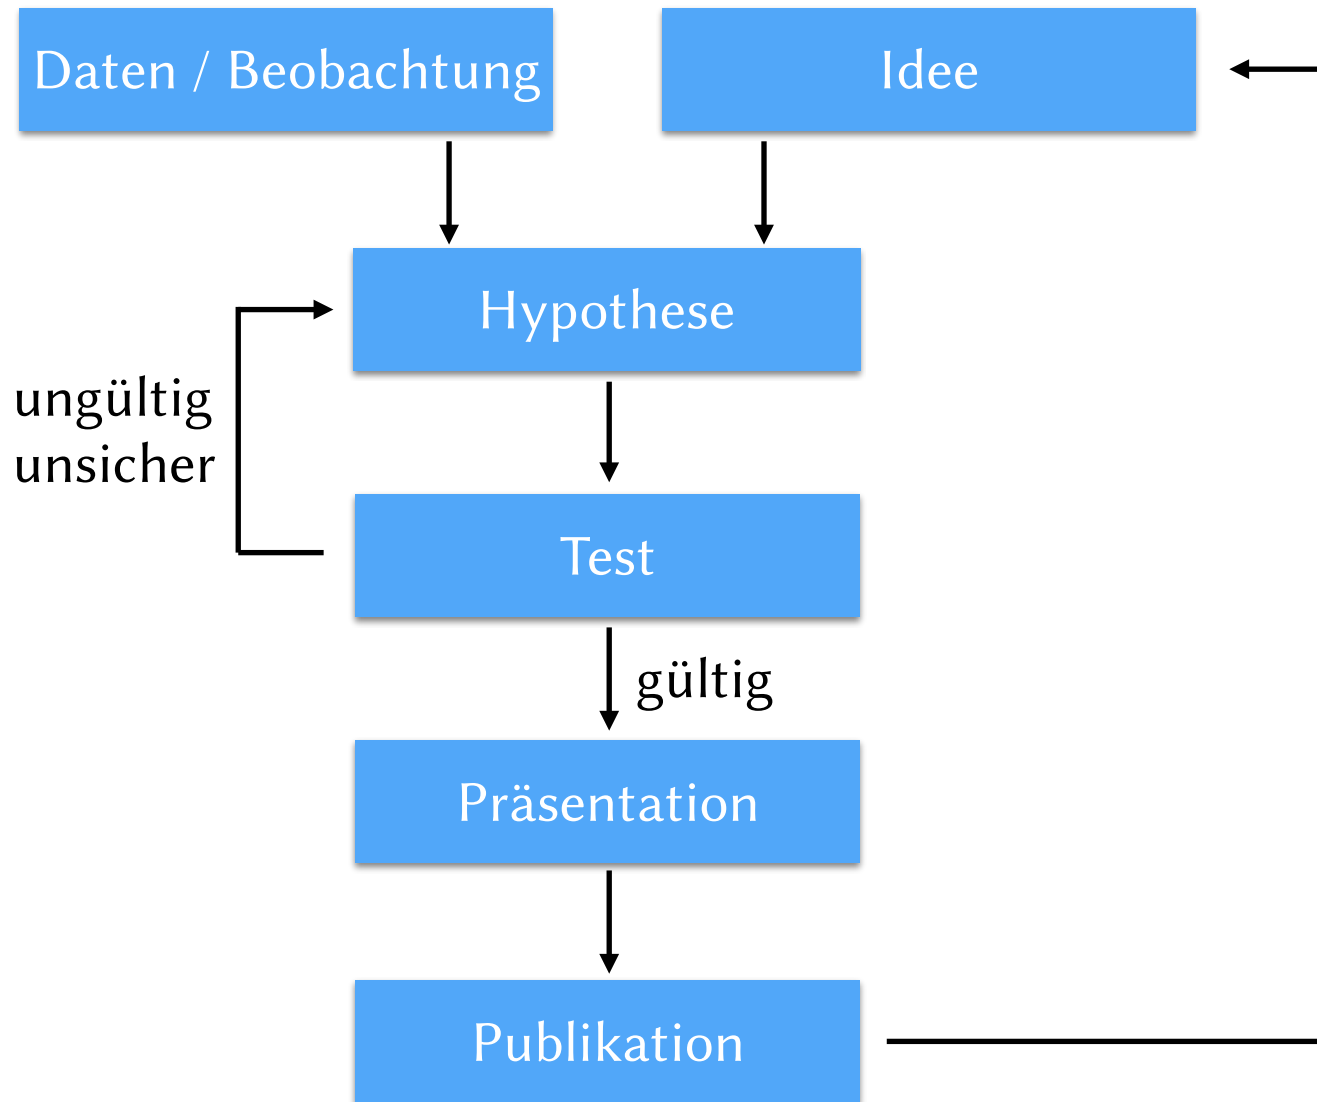 Daten / Beobachtung
Idee
Hypothese
ungültig
unsicher
Test
gültig
Präsentation
Publikation